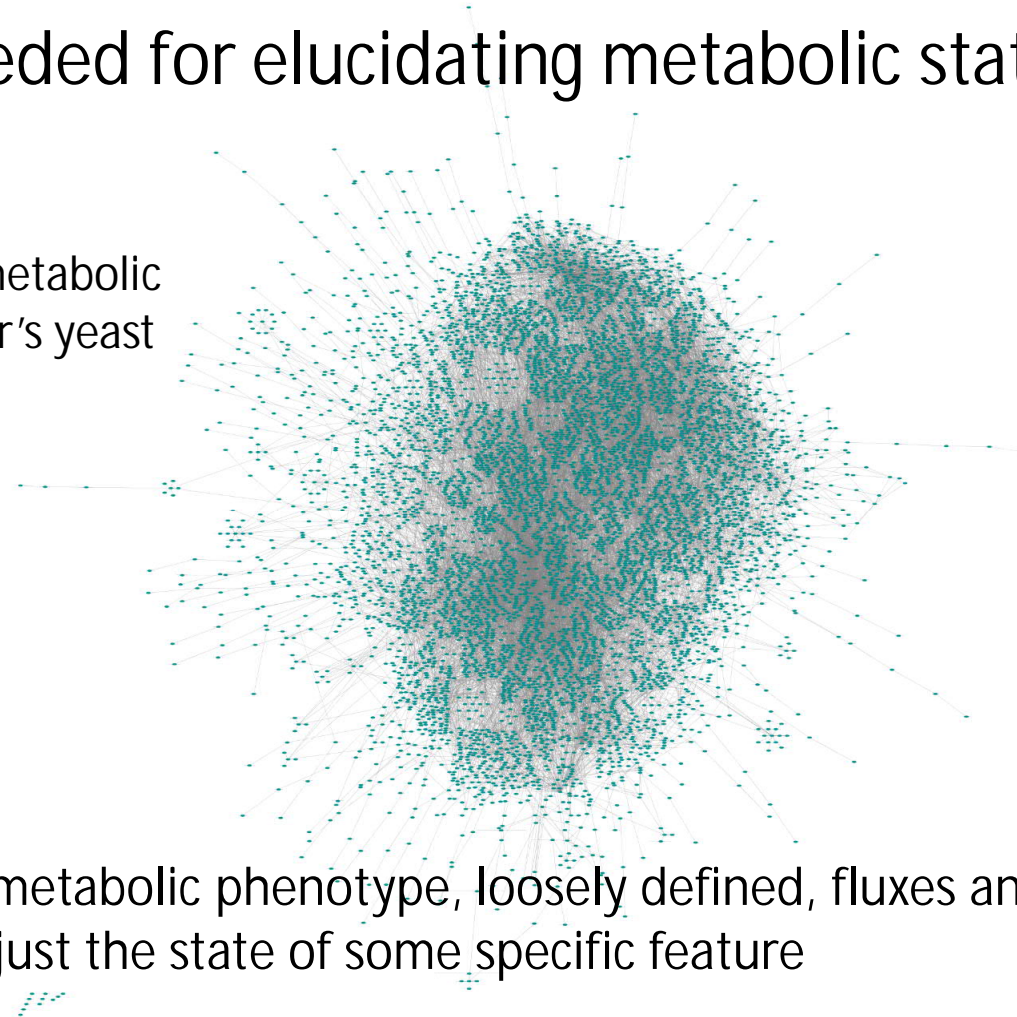 eded for elucidating metabolic stat
netabolic
r's yeast
metabolic phenotype, loosely defined, fluxes an
just the state of some specific feature